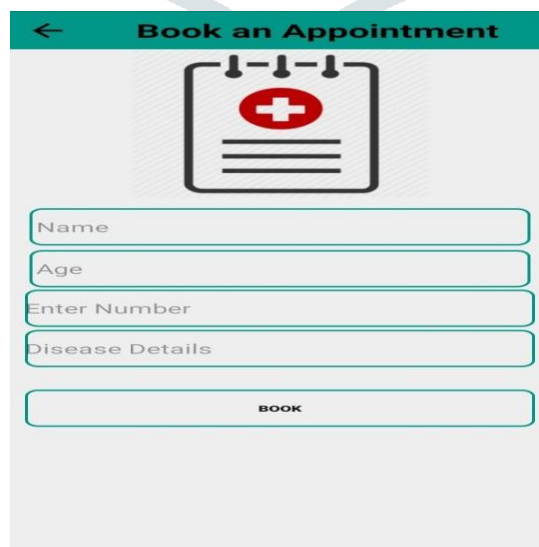 Book an Appointment
Name
Age
Enter Number
Disease Details
BOOK